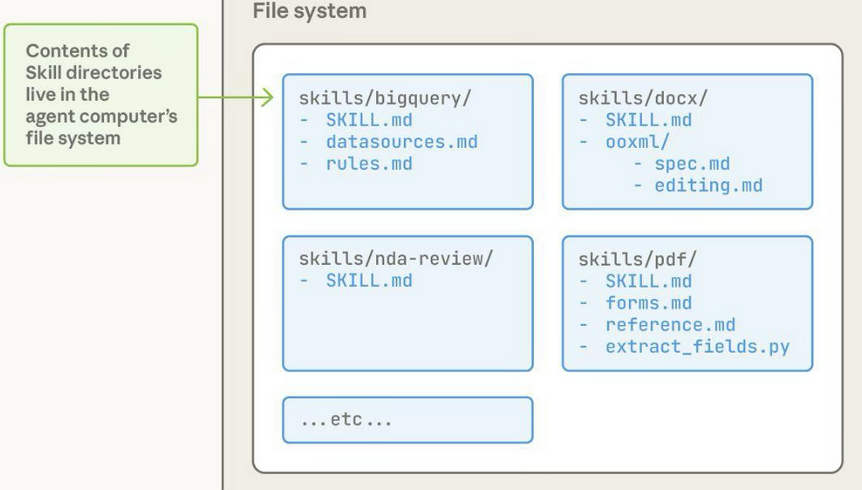 File system
Contents of
Skill directories
live in the
agent computer's
file system
skills/bigquery/
- SKILL.md
- datasources.md
- rules.md
skills/docx/
- SKILL.md
- ooxml/
- spec.md
- editing.md
skills/nda-review/
- SKILL.md
skills/pdf/
- SKILL.md
- forms.md
- reference.md
- extract_fields.py
...etc...